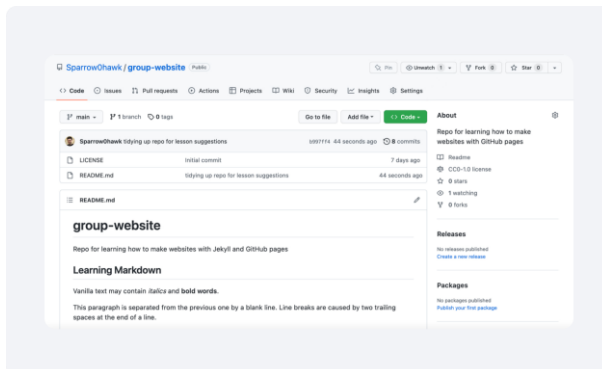 Sparrow0hawk / group-website Public
Pin Unwatch 1 Fork 0 Star 0
Code Issues Pull requests Actions Projects Wiki Security Insights Settings
main 1 branch 0 tags Go to file Add file Code
Sparrow0hawk tidying up repo for lesson suggestions 44 seconds ago 8 commits
LICENSE initial commit 7 days ago
README.md tidying up repo for lesson suggestions 44 seconds ago
README.md
group-website
Repo for learning how to make websites with Jekyll and GitHub pages
Learning Markdown
Vanilla text may contain italics and bold words.
This paragraph is separated from the previous one by a blank line. Line breaks are caused by two trailing
spaces at the end of a line.
About
Repo for learning how to make
websites with GitHub pages
Readme
CC0-1.0 license
0 stars
1 watching
0 forks
Releases
No releases published
Create a new release
Packages
No packages published
Publish your first package